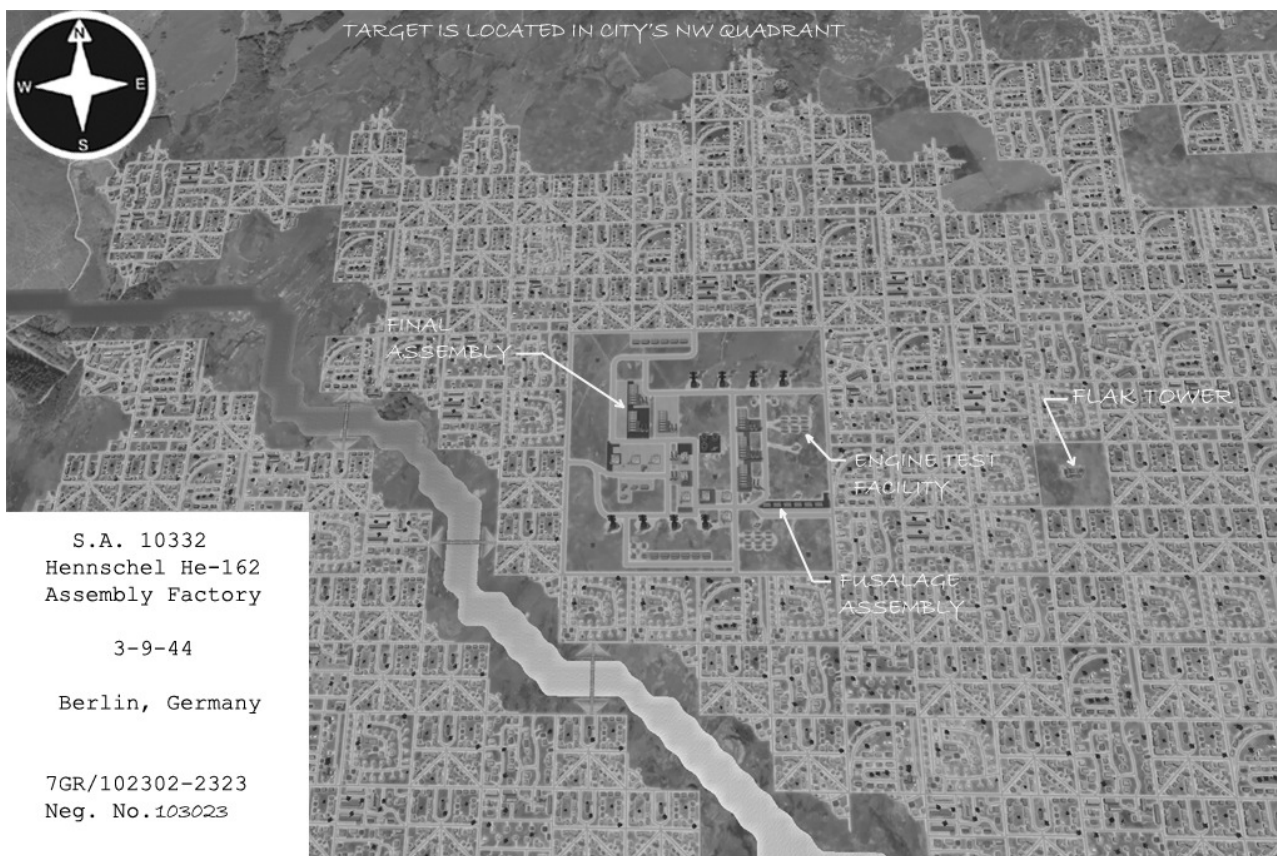 N
W E
S
TARGET IS LOCATED IN CITY'S NW QUADRANT
FINAL
ASSEMBLY
FLAK TOWER
ENGINE TEST
FACILITY
FUSALAGE
ASSEMBLY
S.A. 10332
Hennschel He-162
Assembly Factory
3-9-44
Berlin, Germany
7GR/102302-2323
Neg. No.103023